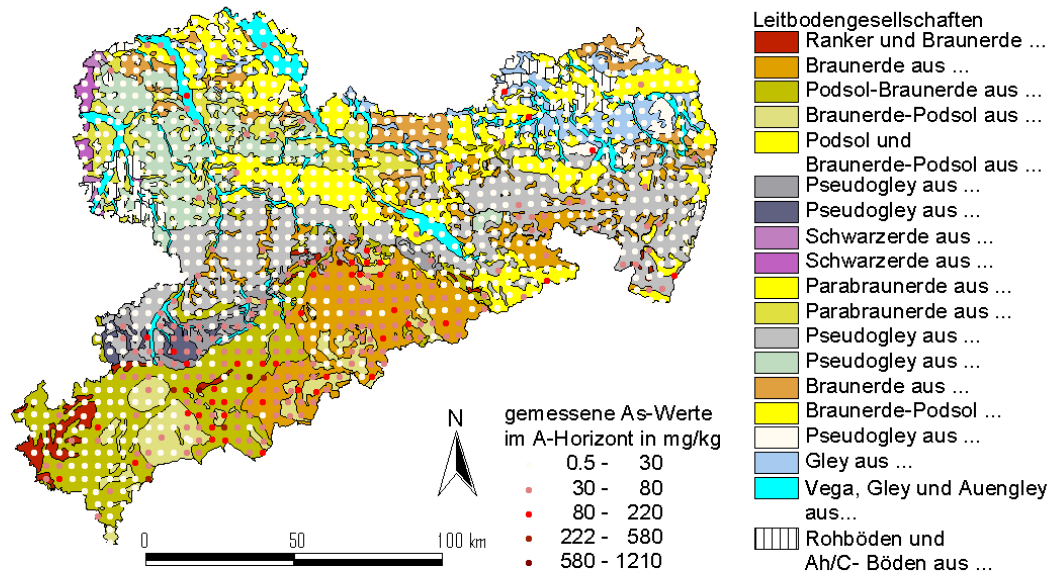 Leitbodengesellschaften
Ranker und Braunerde ...
Braunerde aus ...
Podsol-Braunerde aus ...
Braunerde-Podsol aus ...
Podsol und
Braunerde-Podsol aus ...
Pseudogley aus ...
Pseudogley aus ...
Schwarzerde aus ...
Schwarzerde aus ...
Parabraunerde aus ...
Parabraunerde aus ...
Pseudogley aus ...
Pseudogley aus ...
Braunerde aus ...
Braunerde-Podsol ...
Pseudogley aus ...
Gley aus ...
Vega, Gley und Auengley
aus...
Rohböden und
Ah/C- Böden aus ...
N
gemessene As-Werte
im A-Horizont in mg/kg
0.5 - 30
30 - 80
80 - 220
222 - 580
580 - 1210
0 50 100 km